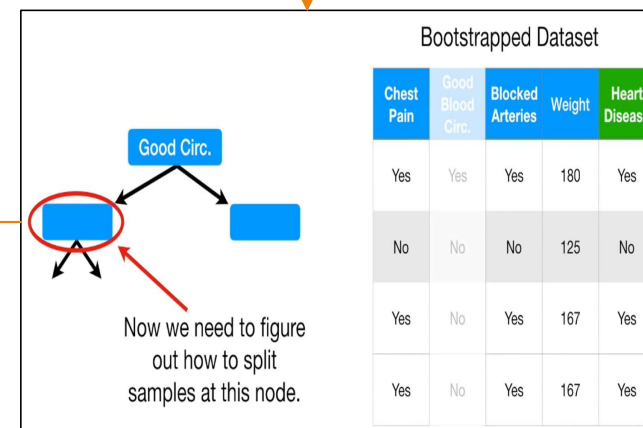 Bootstrapped Dataset
Good Circ.
Now we need to figure
out how to split
samples at this node.
Chest Pain Good Blood Circ. Blocked Arteries Weight Heart Diseas
Yes Yes Yes 180 Yes
No No No 125 No
Yes No Yes 167 Yes
Yes No Yes 167 Yes